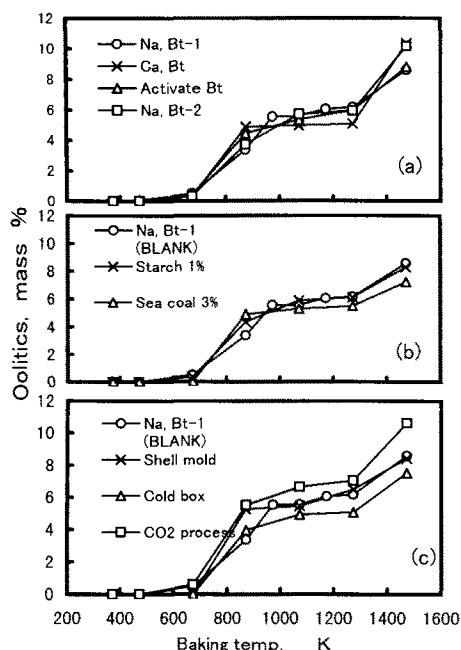 12
10
8
6
4
2
0
Na, Bt-1
Ca, Bt
Activate Bt
Na, Bt-2
(a)
10
8
6
4
2
0
Na, Bt-1
(BLANK)
Starch 1%
Sea coal 3%
(b)
12
10
8
6
4
2
0
Na, Bt-1
(BLANK)
Shell mold
Cold box
CO2 process
(c)
200 400 600 800 1000 1200 1400 1600
Baking temp. K
Oolitics, mass %